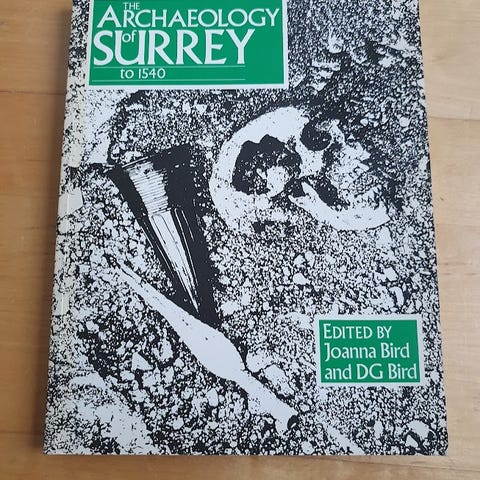 THE
ARCHAEOLOGY
of
SURREY
to 1540
EDITED BY
Joanna Bird
and DG Bird